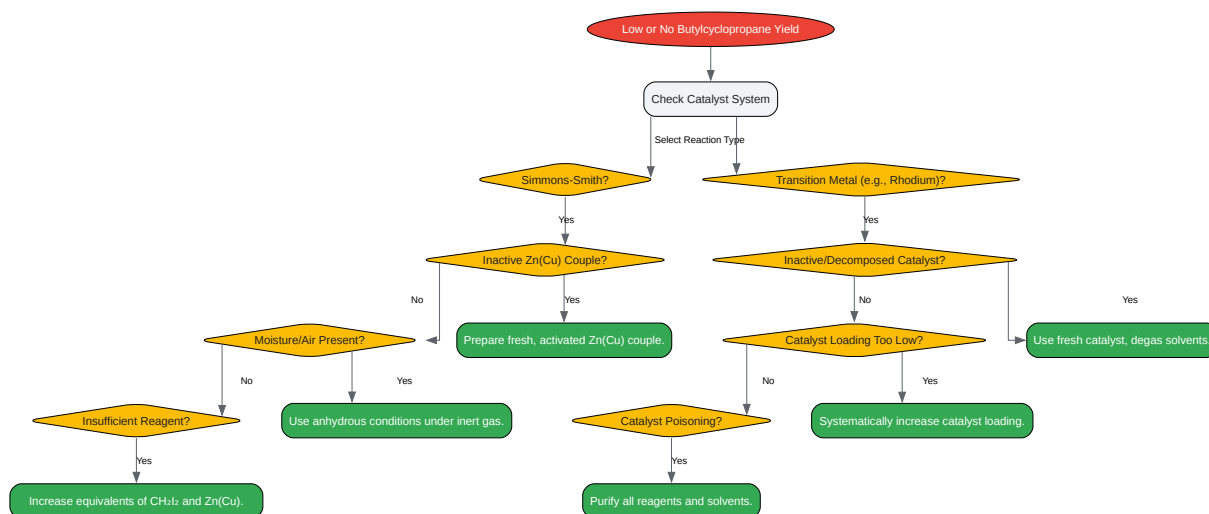 Low or No Butylcyclopropane Yield
Check Catalyst System
Select Reaction Type
Simmons-Smith?
Transition Metal (e.g., Rhodium)?
Yes
Yes
Inactive Zn(Cu) Couple?
Inactive/Decomposed Catalyst?
No
Yes
No
Yes
Moisture/Air Present?
Prepare fresh, activated Zn(Cu) couple.
Catalyst Loading Too Low?
Use fresh catalyst, degas solvents.
No
Yes
No
Yes
Insufficient Reagent?
Use anhydrous conditions under inert gas.
Catalyst Poisoning?
Systematically increase catalyst loading.
Yes
Yes
Increase equivalents of CH₂I₂ and Zn(Cu).
Purify all reagents and solvents.